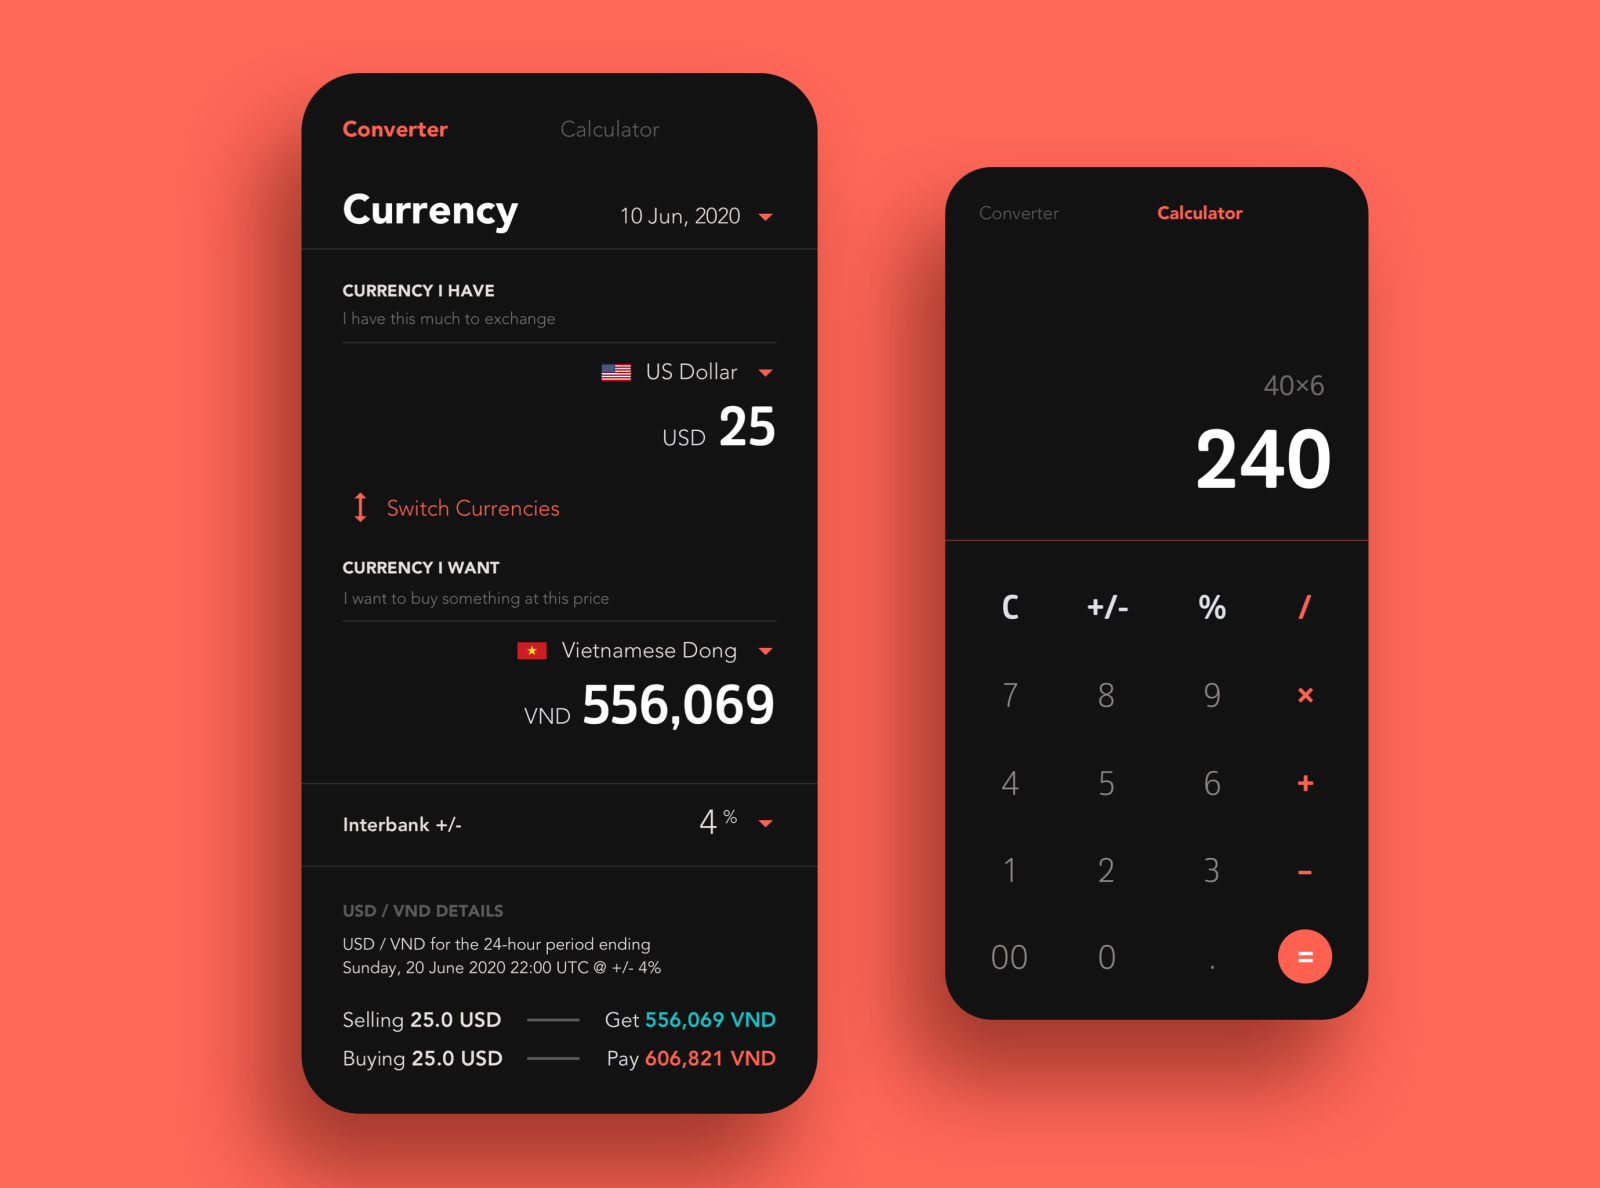 Converter
Calculator
Currency
10 Jun, 2020
CURRENCY I HAVE
I have this much to exchange
US Dollar
USD 25
Switch Currencies
CURRENCY I WANT
I want to buy something at this price
Vietnamese Dong
VND 556,069
Interbank +/-
4 %
USD / VND DETAILS
USD / VND for the 24-hour period ending
Sunday, 20 June 2020 22:00 UTC @ +/- 4%
Selling 25.0 USD
Get 556,069 VND
Buying 25.0 USD
Pay 606,821 VND
Converter
Calculator
40×6
240
C +/- % /
7 8 9 ×
4 5 6 +
1 2 3 –
00 0 . =